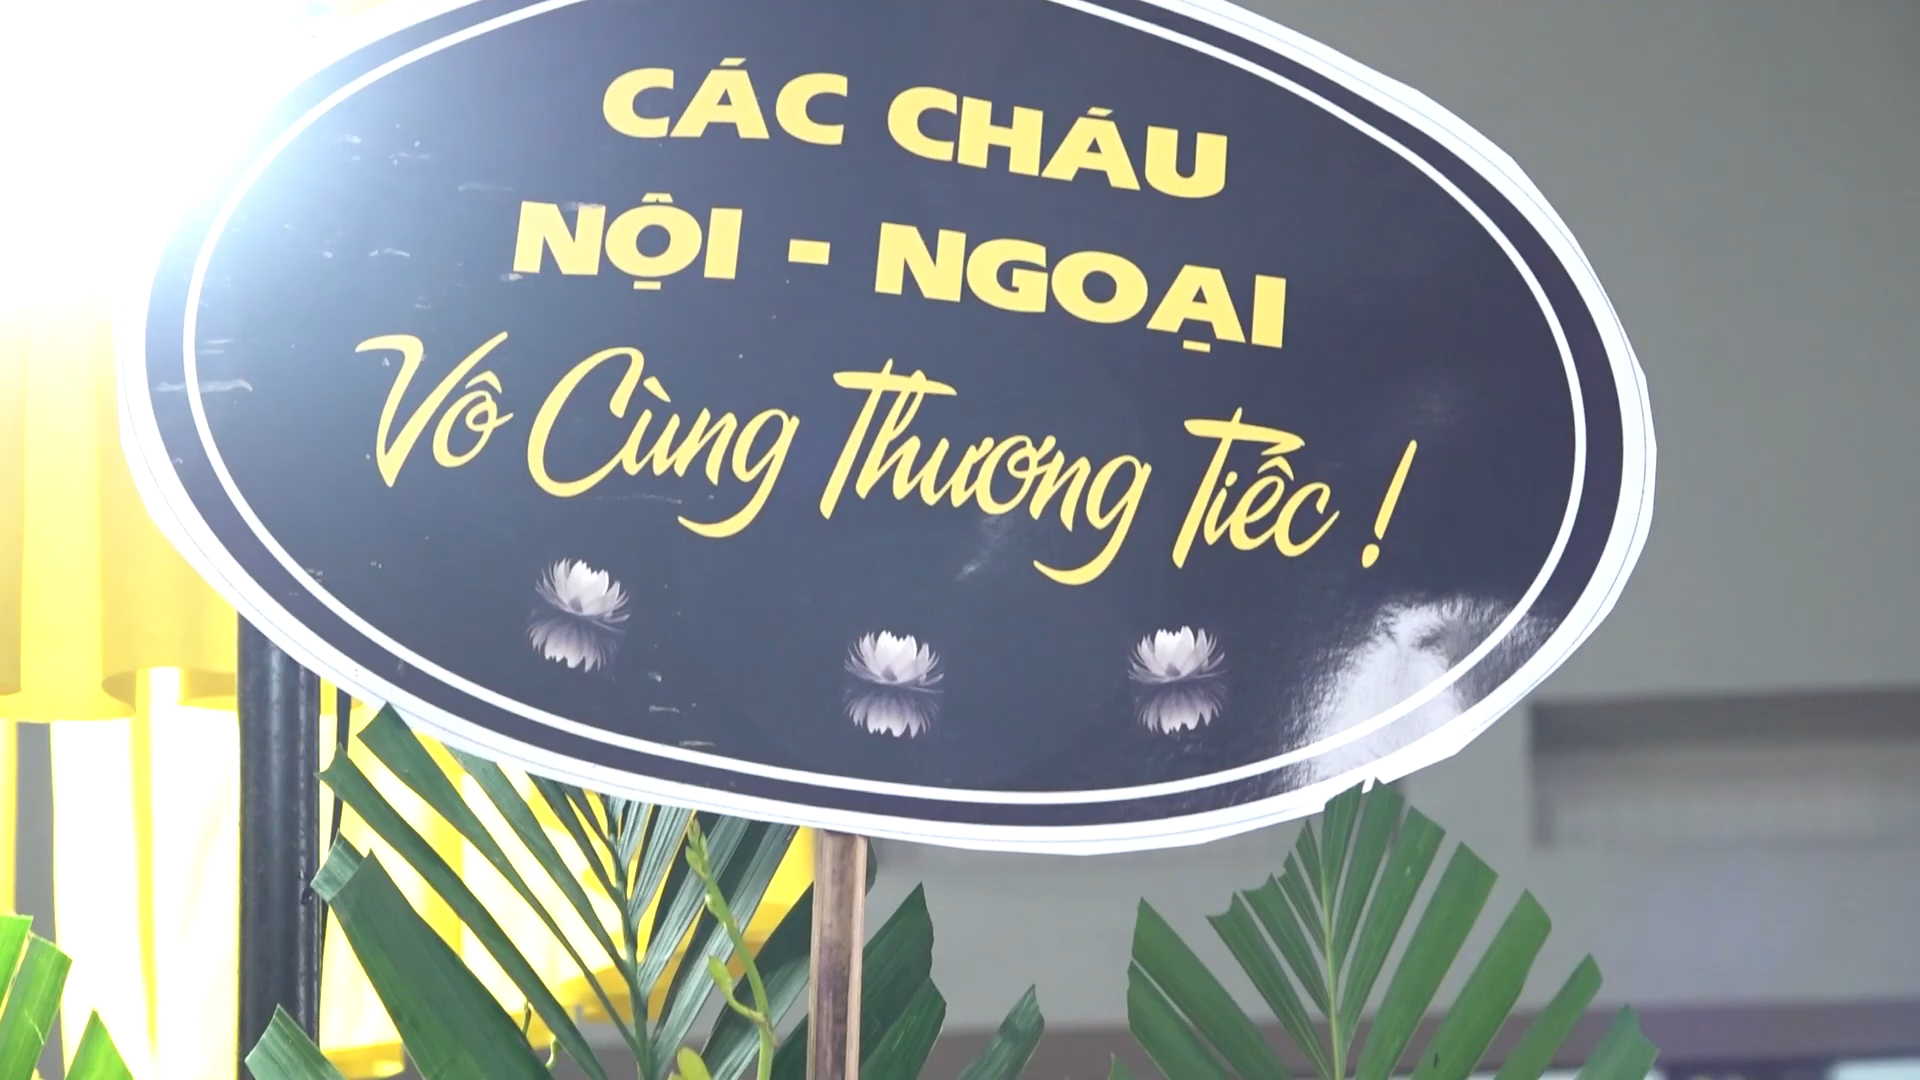 CÁC CHÁU
NỘI - NGOẠI
Vô Cùng Thương Tiếc !